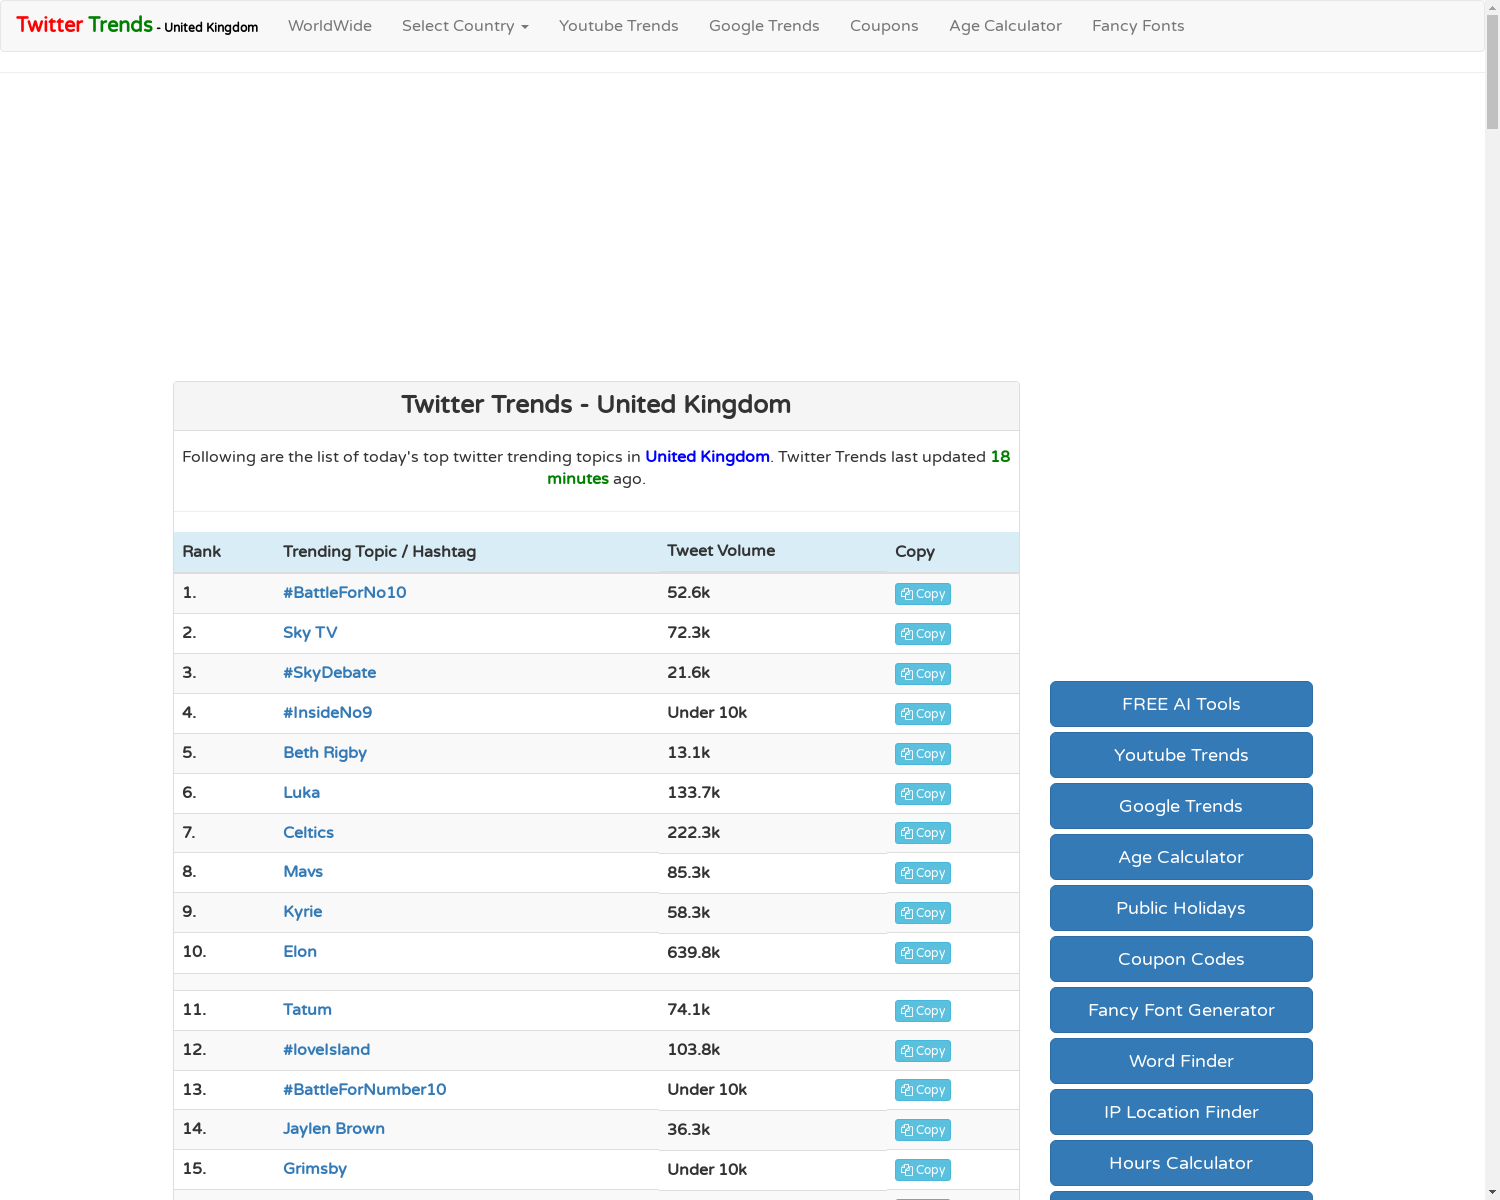 Twitter Trends - United Kingdom WorldWide Select Country Youtube Trends Google Trends Coupons Age Calculator Fancy Fonts
Twitter Trends - United Kingdom
Following are the list of today's top twitter trending topics in United Kingdom. Twitter Trends last updated 18
minutes ago.
Rank Trending Topic / Hashtag Tweet Volume Copy
1. #BattleForNo10 52.6k Copy
2. Sky TV 72.3k Copy
3. #SkyDebate 21.6k Copy
4. #InsideNo9 Under 10k Copy
5. Beth Rigby 13.1k Copy
6. Luka 133.7k Copy
7. Celtics 222.3k Copy
8. Mavs 85.3k Copy
9. Kyrie 58.3k Copy
10. Elon 639.8k Copy
11. Tatum 74.1k Copy
12. #loveIsland 103.8k Copy
13. #BattleForNumber10 Under 10k Copy
14. Jaylen Brown 36.3k Copy
15. Grimsby Under 10k Copy
FREE AI Tools
Youtube Trends
Google Trends
Age Calculator
Public Holidays
Coupon Codes
Fancy Font Generator
Word Finder
IP Location Finder
Hours Calculator